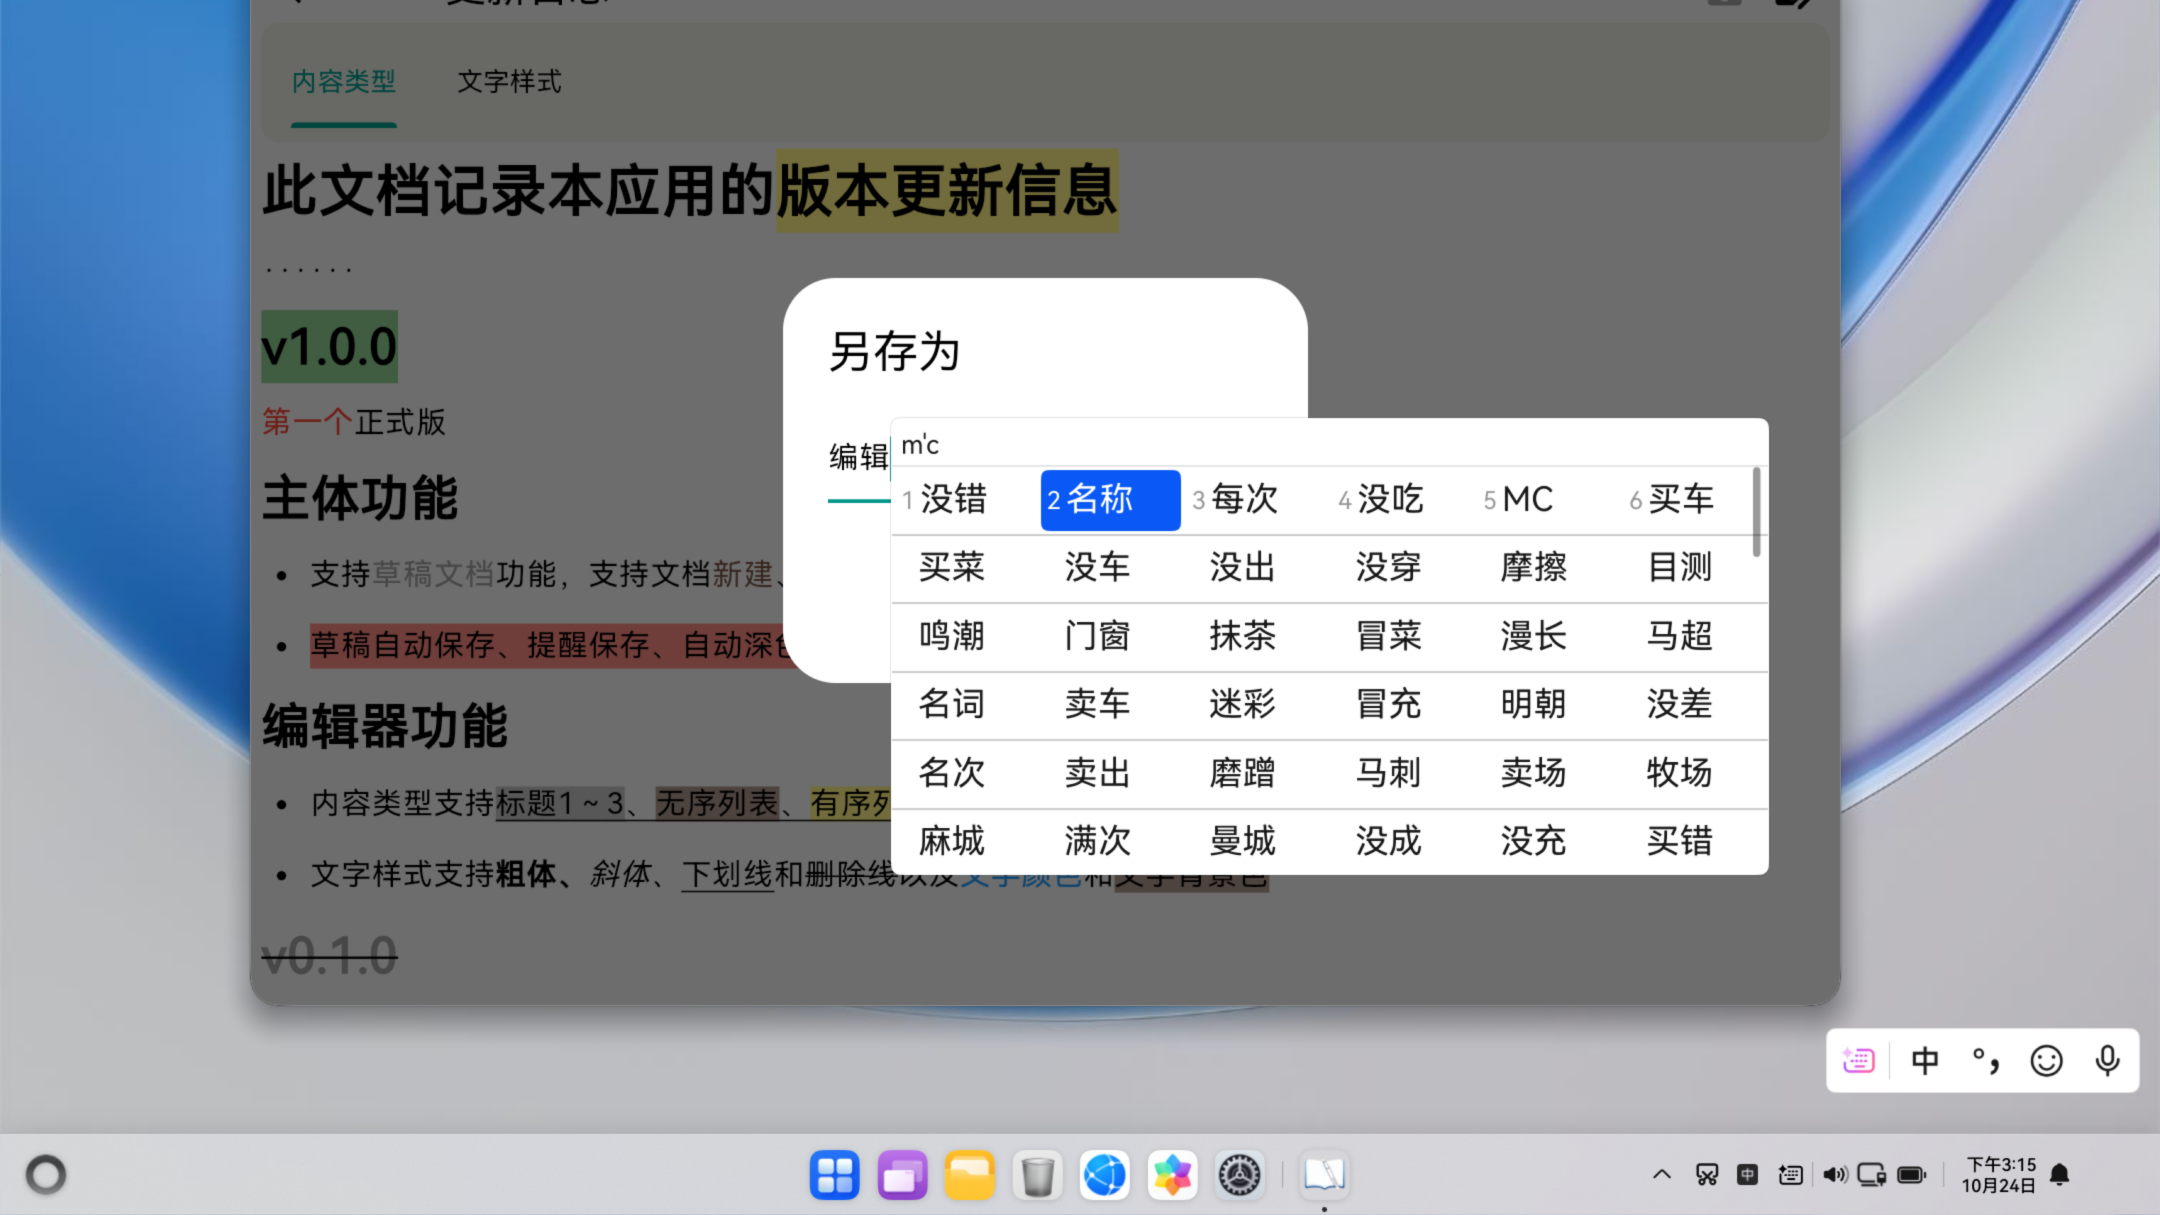 内容类型 文字样式
此文档记录本应用的版本更新信息
······
v1.0.0
第一个正式版
主体功能
• 支持草稿文档功能，支持文档新建、
• 草稿自动保存、提醒保存、自动深
编辑器功能
• 内容类型支持标题1 ~ 3、无序列表、有序列
• 文字样式支持粗体、斜体、下划线和删除线以及文字颜色和文字背景色
v0.1.0
另存为
编辑
m'c
1 没错 2 名称 3 每次 4 没吃 5 MC 6 买车
买菜 没车 没出 没穿 摩擦 目测
鸣潮 门窗 抹茶 冒菜 漫长 马超
名词 卖车 迷彩 冒充 明朝 没差
名次 卖出 磨蹭 马刺 卖场 牧场
麻城 满次 曼城 没成 没充 买错
中 °,
中
下午3:15
10月24日